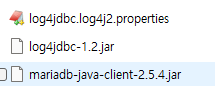 log4jdbc.log4j2.properties
log4jdbc-1.2.jar
mariadb-java-client-2.5.4.jar